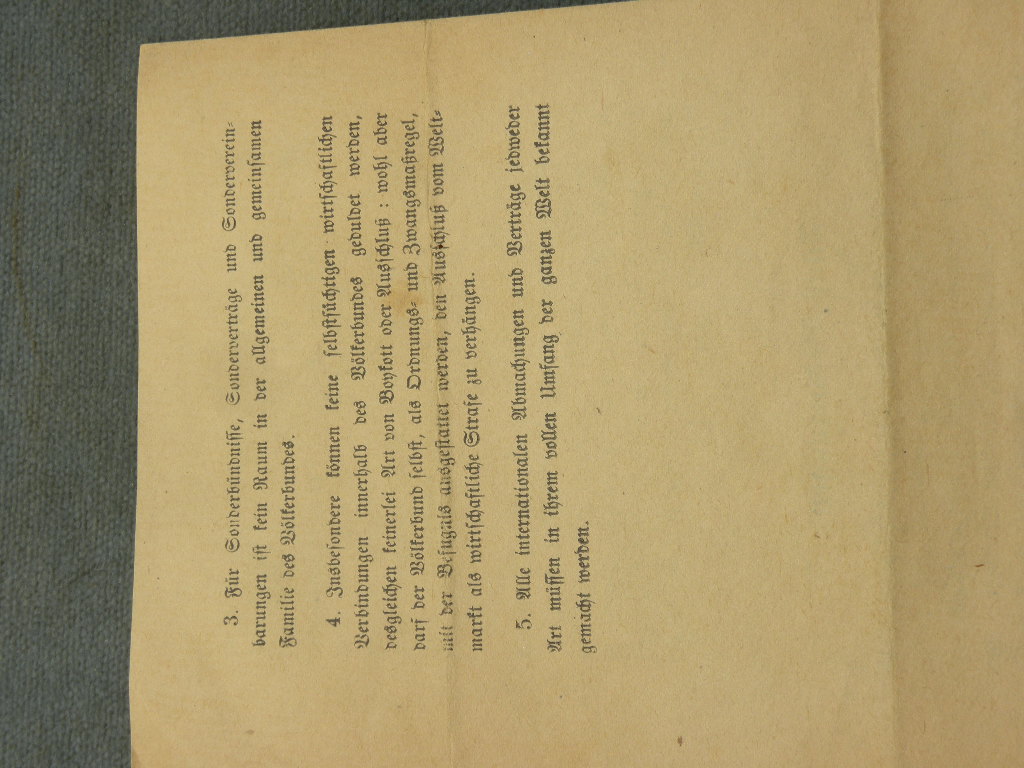 3. Für Sonderbündnisse, Sonderverträge und Sonderverein-
barungen ist kein Raum in der allgemeinen und gemeinsamen
Familie des Völkerbundes.
4. Insbesondere können keine selbstsüchtigen wirtschaftlichen
Verbindungen innerhalb des Völkerbundes geduldet werden,
desgleichen keinerlei Art von Boykott oder Ausschluß: wohl aber
darf der Völkerbund selbst, als Ordnungs- und Zwangsmaßregel,
mit der Befugnis ausgestattet werden, den Ausschluß vom Welt-
markt als wirtschaftliche Strafe zu verhängen.
5. Alle internationalen Abmachungen und Verträge jedweder
Art müssen in ihrem vollen Umfang der ganzen Welt bekannt
gemacht werden.